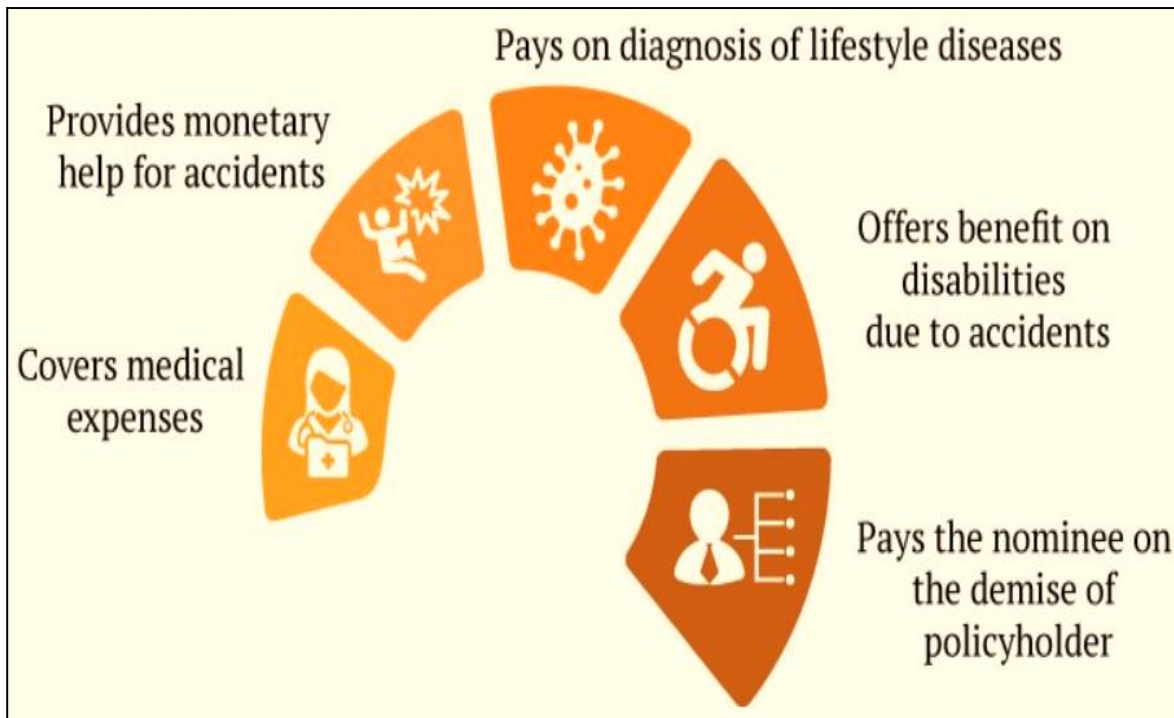 Pays on diagnosis of lifestyle diseases
Provides monetary
help for accidents
Offers benefit on
disabilities
due to accidents
Covers medical
expenses
Pays the nominee on
the demise of
policyholder